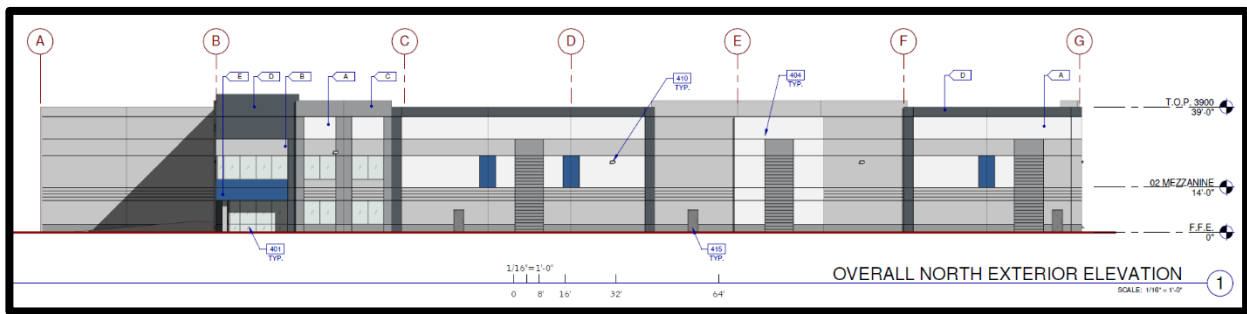 A B C D E F G
E D B A C
410
TYP.
404
TYP.
D A
T.O.P. 3900
39'-0"
02 MEZZANINE
14'-0"
F.F.E.
0"
401
TYP.
415
TYP.
1/16"=1'-0"
0 8' 16' 32' 64'
OVERALL NORTH EXTERIOR ELEVATION
1
SCALE: 1/16" = 1'-0"